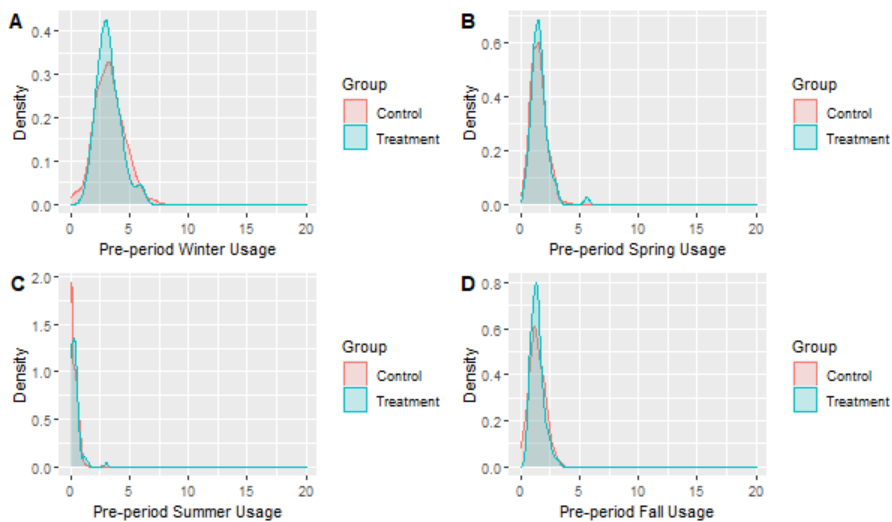 A
0.4
0.3
0.2
0.1
0.0
Density
0 5 10 15 20
Pre-period Winter Usage
Group
Control
Treatment
B
0.6
0.4
0.2
0.0
Density
0 5 10 15 20
Pre-period Spring Usage
Group
Control
Treatment
C
2.0
1.5
1.0
0.5
0.0
Density
0 5 10 15 20
Pre-period Summer Usage
Group
Control
Treatment
D
0.8
0.6
0.4
0.2
0.0
Density
0 5 10 15 20
Pre-period Fall Usage
Group
Control
Treatment